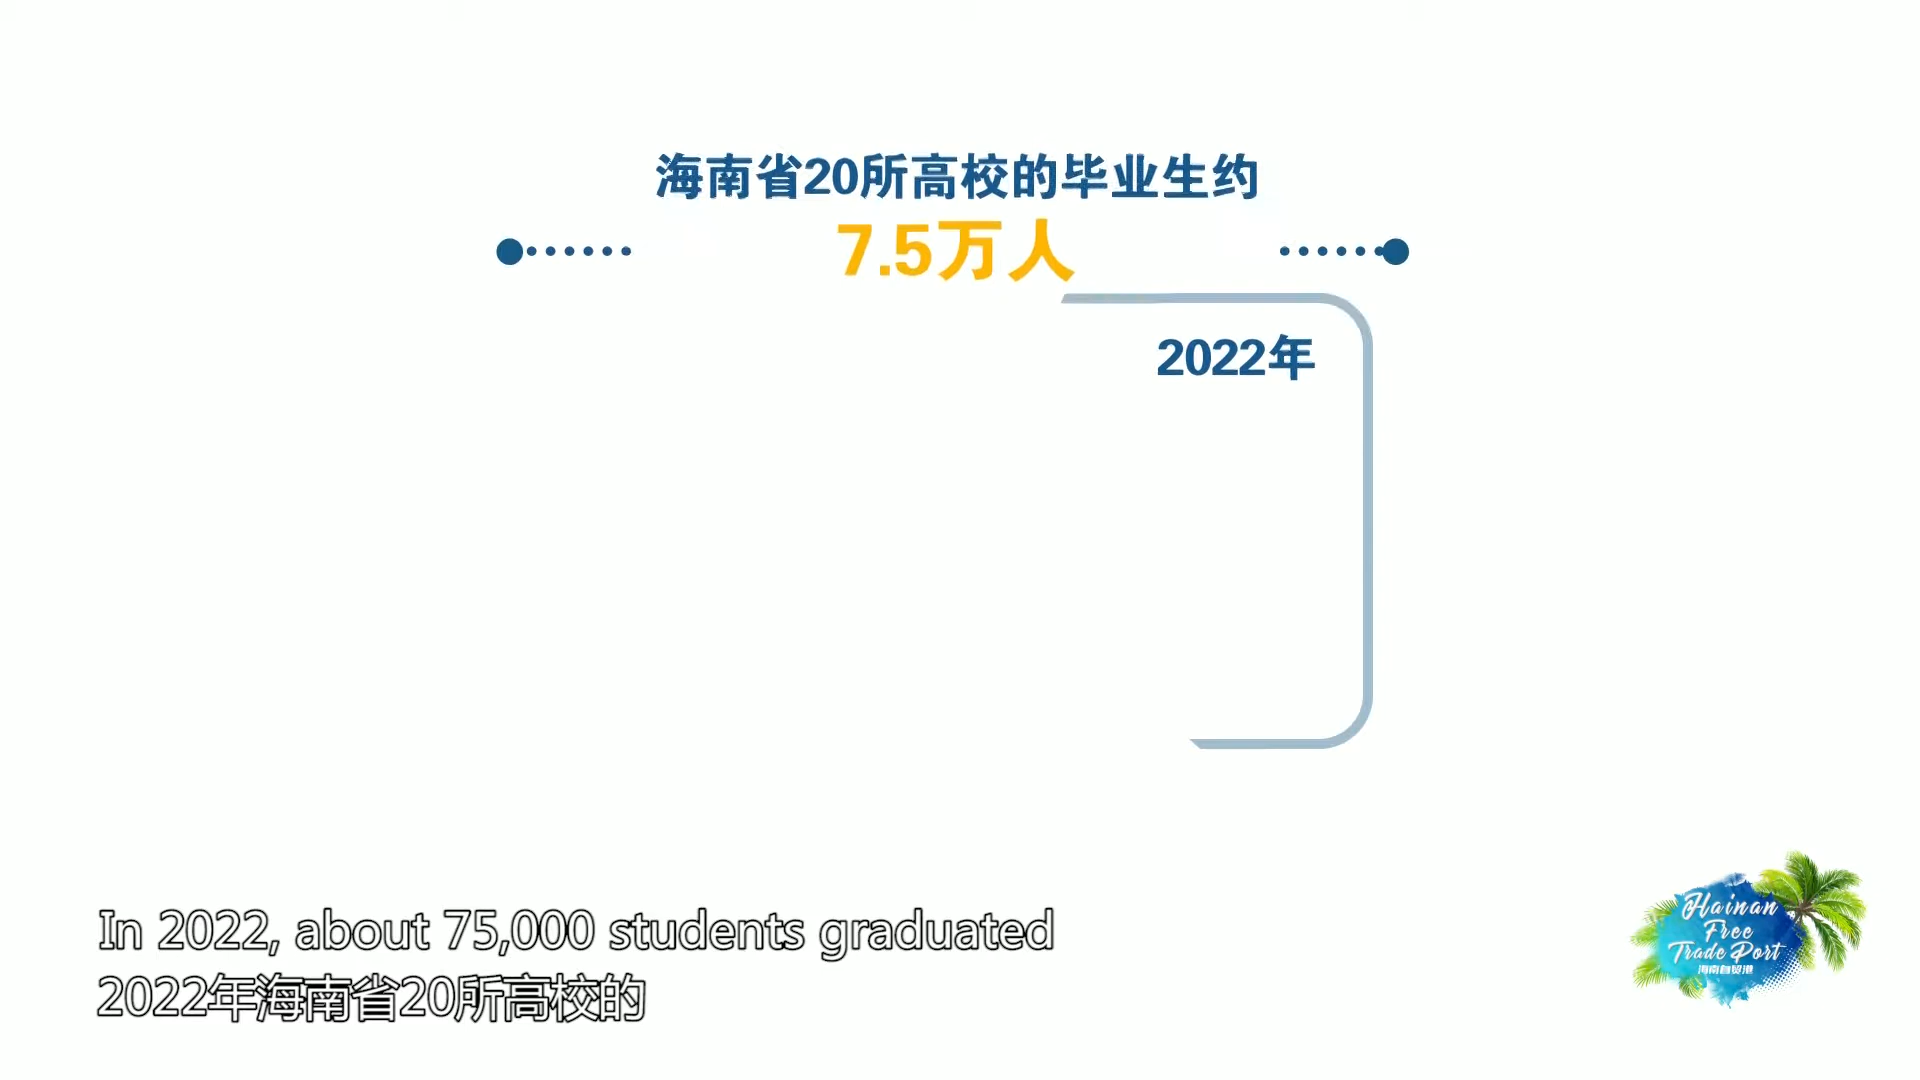 海南省20所高校的毕业生约
7.5万人
2022年
In 2022, about 75,000 students graduated
2022年海南省20所高校的
Hainan
Free
Trade Port
海南自贸港